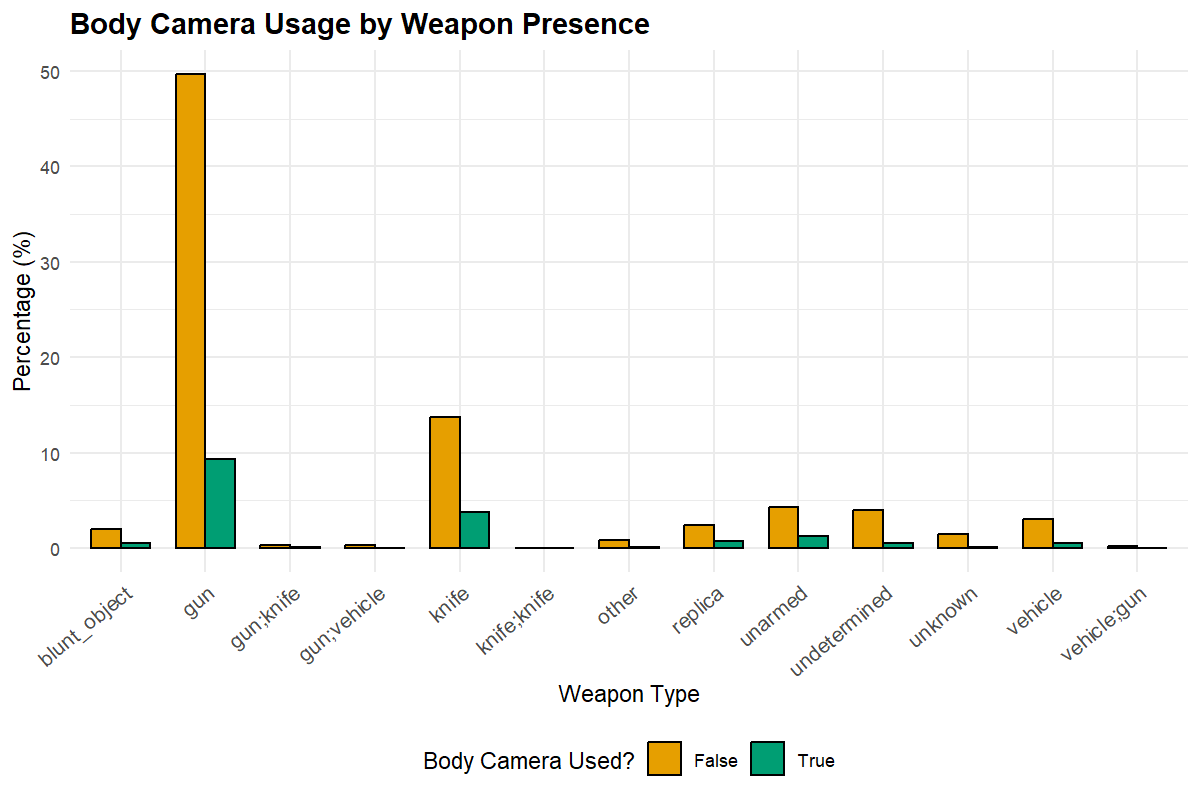 Body Camera Usage by Weapon Presence
Percentage (%)
50
40
30
20
10
0
blunt_object
gun
gun;knife
gun;vehicle
knife
knife;knife
other
replica
unarmed
undetermined
unknown
vehicle
vehicle;gun
Weapon Type
Body Camera Used? False True